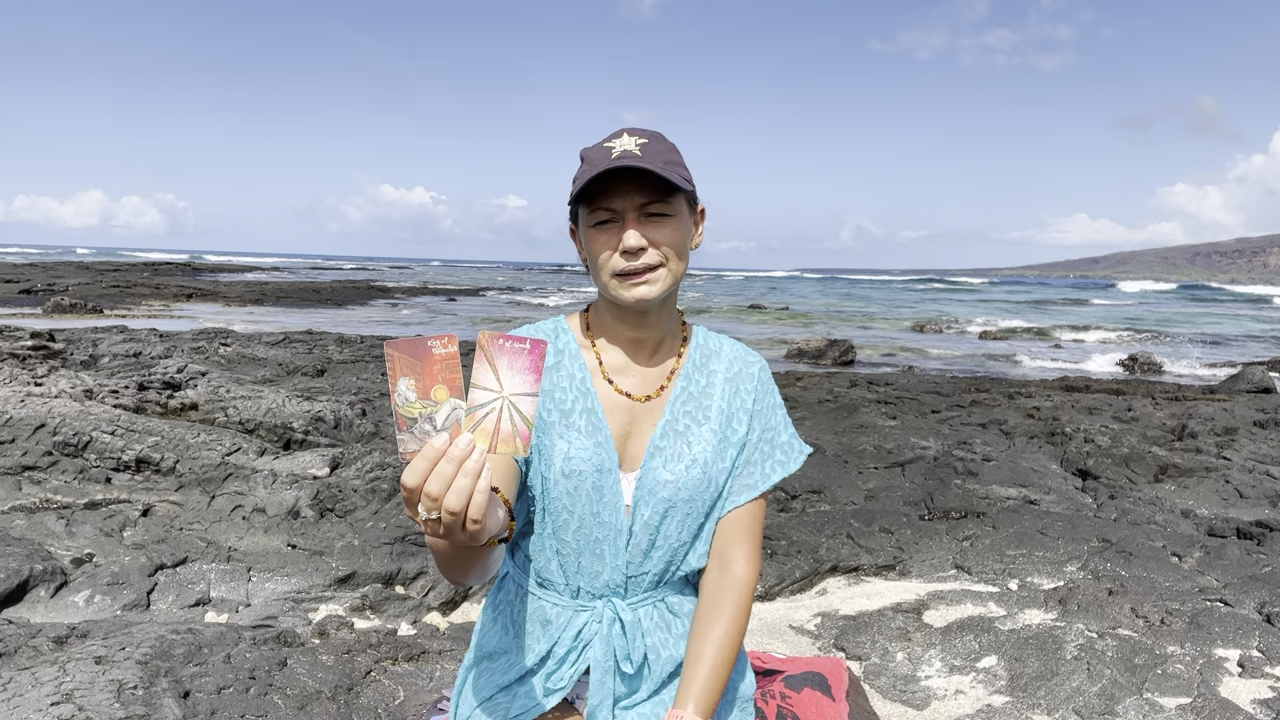 King of
Pentacles
8 of Wands